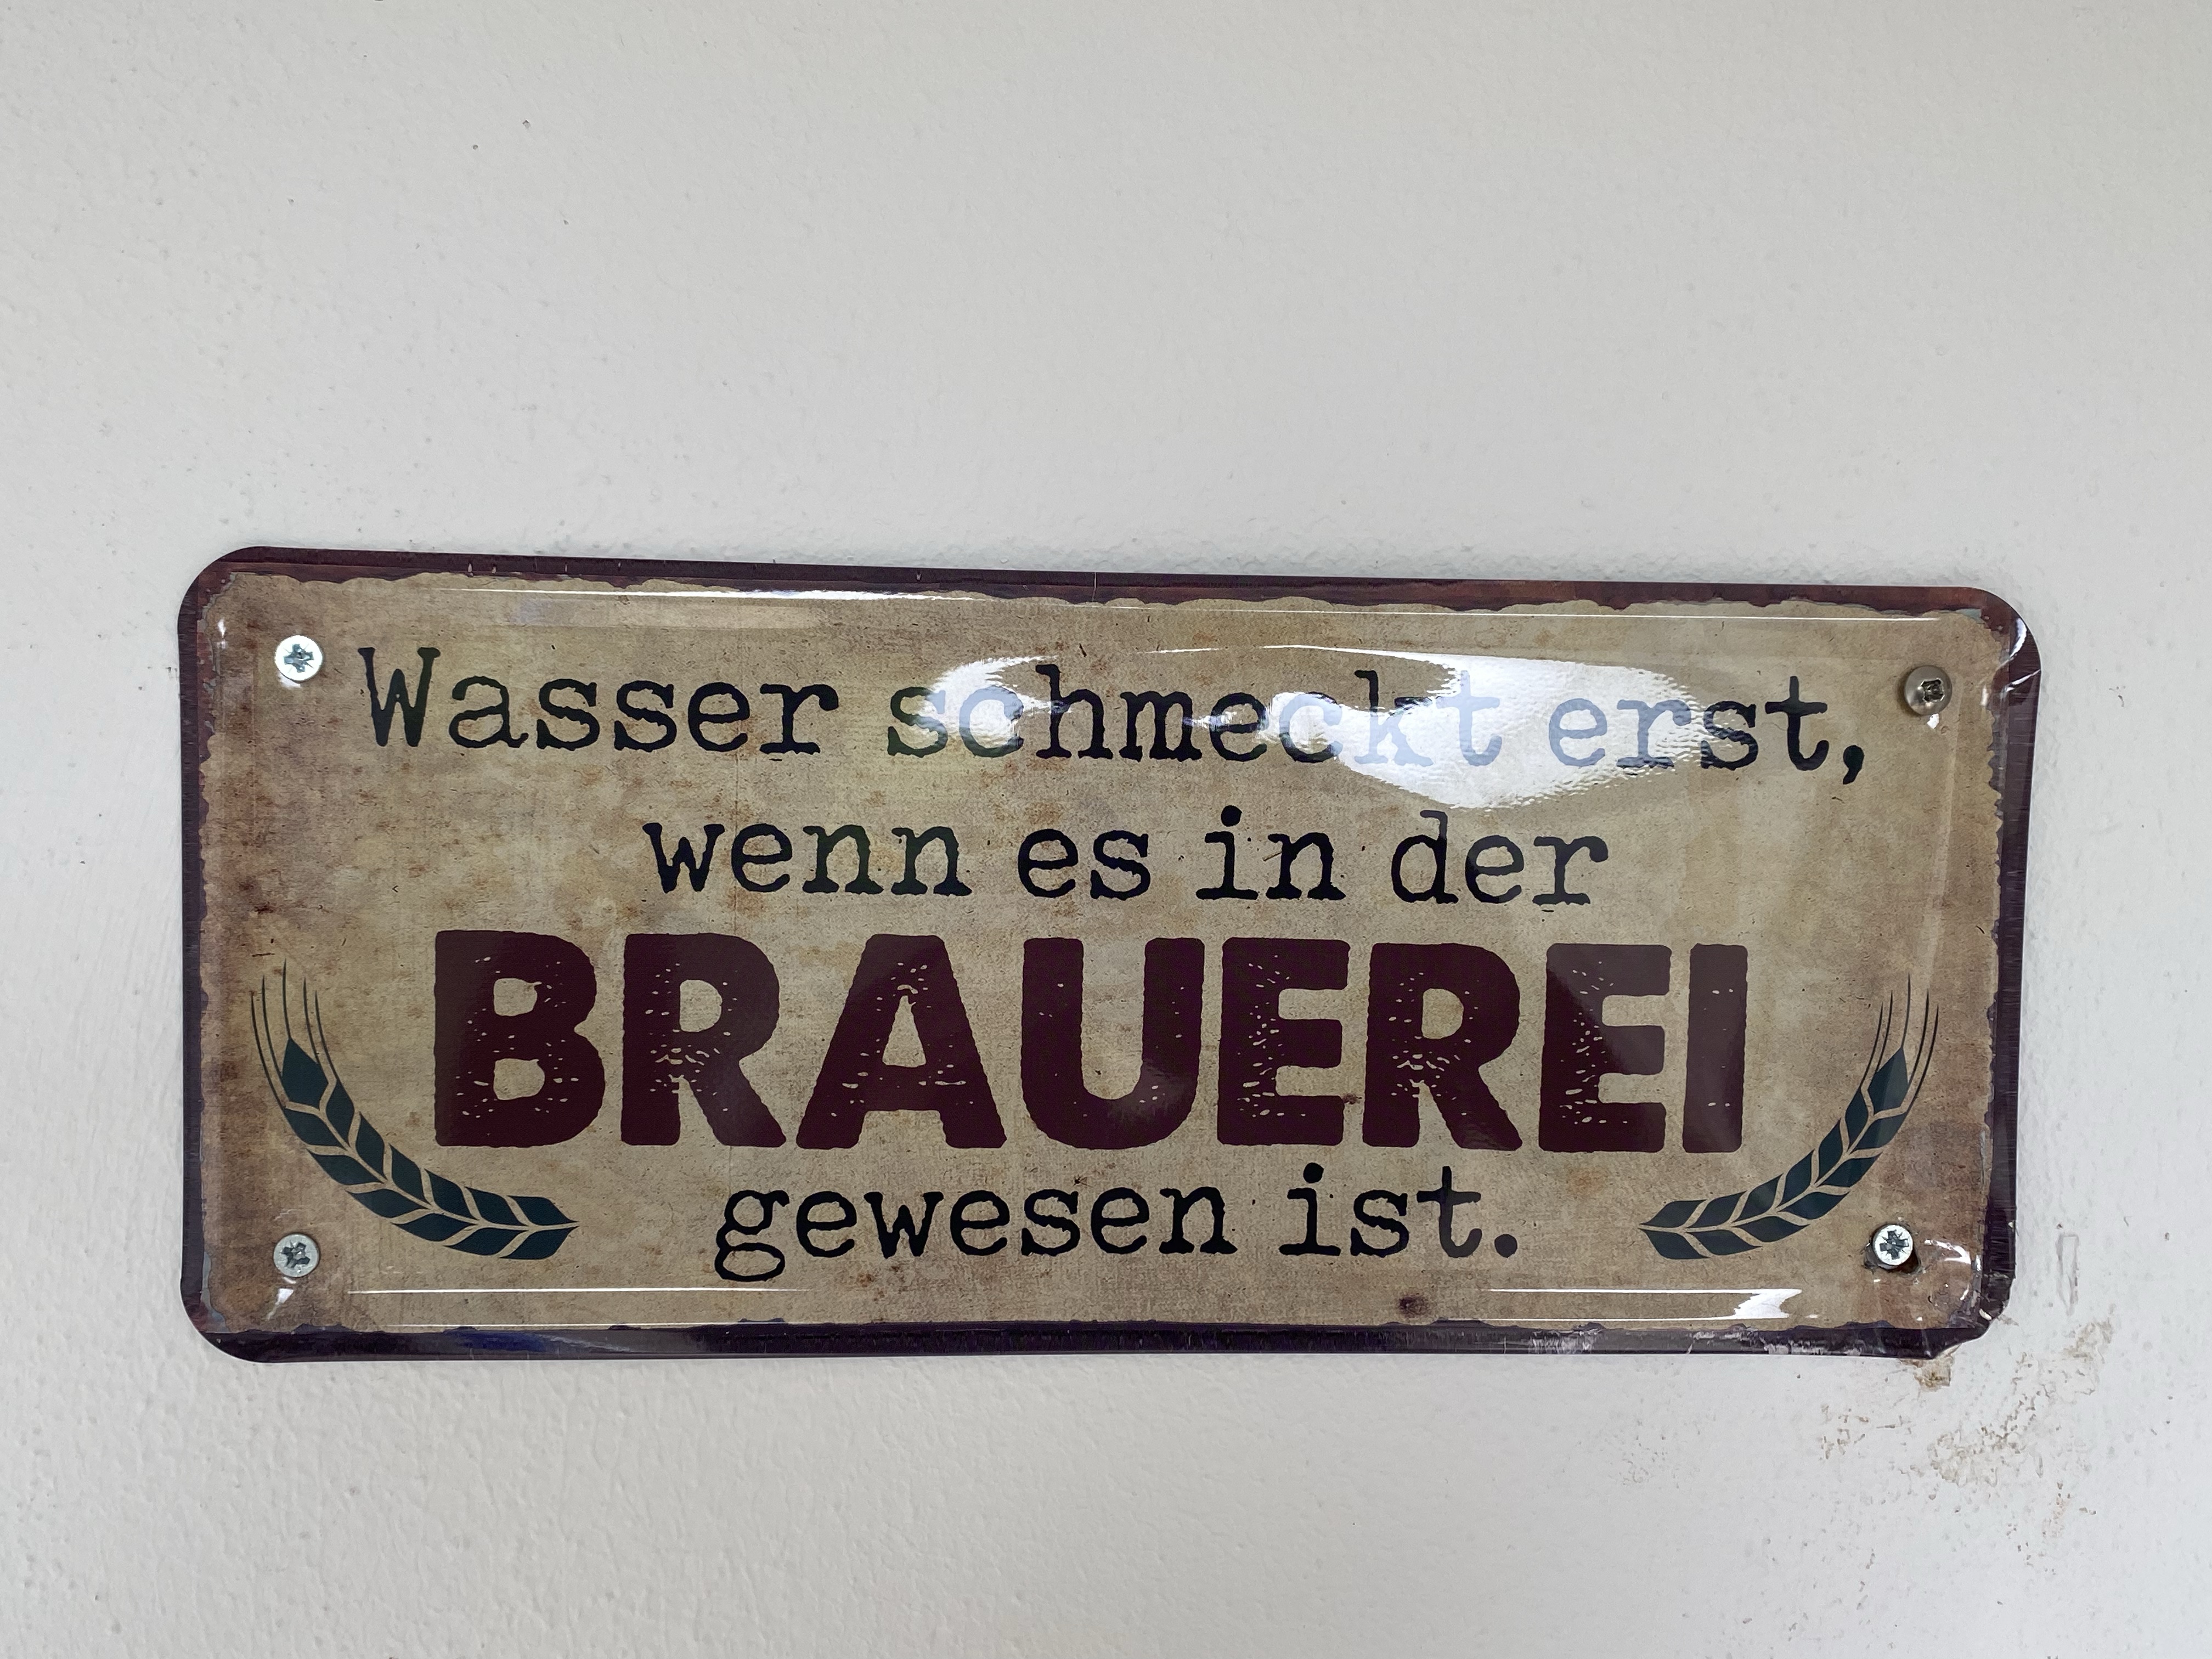 Wasser schmeckt erst,
wenn es in der
BRAUEREI
gewesen ist.